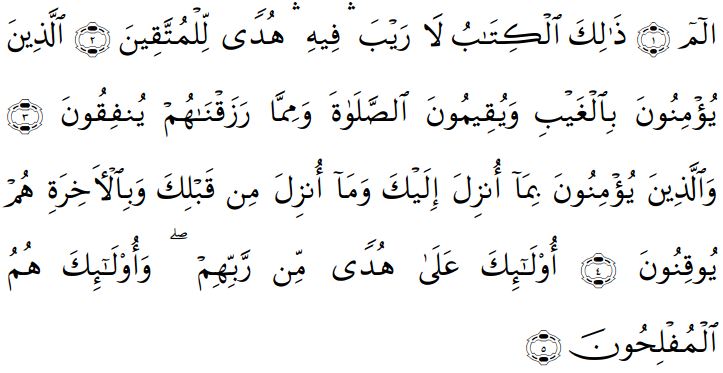 الٓمٓ ۝١ ذَٰلِكَ ٱلْكِتَـٰبُ لَا رَيْبَ ۛ فِيهِ ۛ هُدًى لِّلْمُتَّقِينَ ۝٢ ٱلَّذِينَ
يُؤْمِنُونَ بِٱلْغَيْبِ وَيُقِيمُونَ ٱلصَّلَوٰةَ وَمِمَّا رَزَقْنَـٰهُمْ يُنفِقُونَ ۝٣
وَٱلَّذِينَ يُؤْمِنُونَ بِمَآ أُنزِلَ إِلَيْكَ وَمَآ أُنزِلَ مِن قَبْلِكَ وَبِٱلْأَخِرَةِ هُمْ
يُوقِنُونَ ۝٤ أُو۟لَـٰٓئِكَ عَلَىٰ هُدًى مِّن رَّبِّهِمْ ۖ وَأُو۟لَـٰٓئِكَ هُمُ
ٱلْمُفْلِحُونَ ۝٥